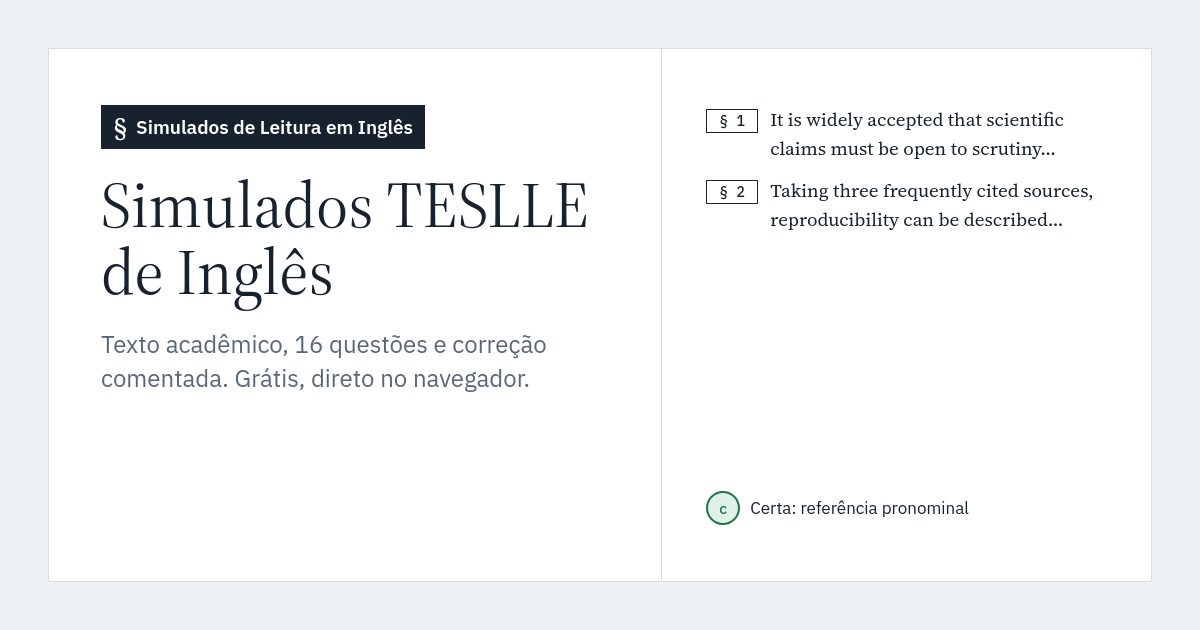 § Simulados de Leitura em Inglês
Simulados TESLLE
de Inglês
Texto acadêmico, 16 questões e correção
comentada. Grátis, direto no navegador.
§ 1 It is widely accepted that scientific
claims must be open to scrutiny...
§ 2 Taking three frequently cited sources,
reproducibility can be described...
c Certa: referência pronominal